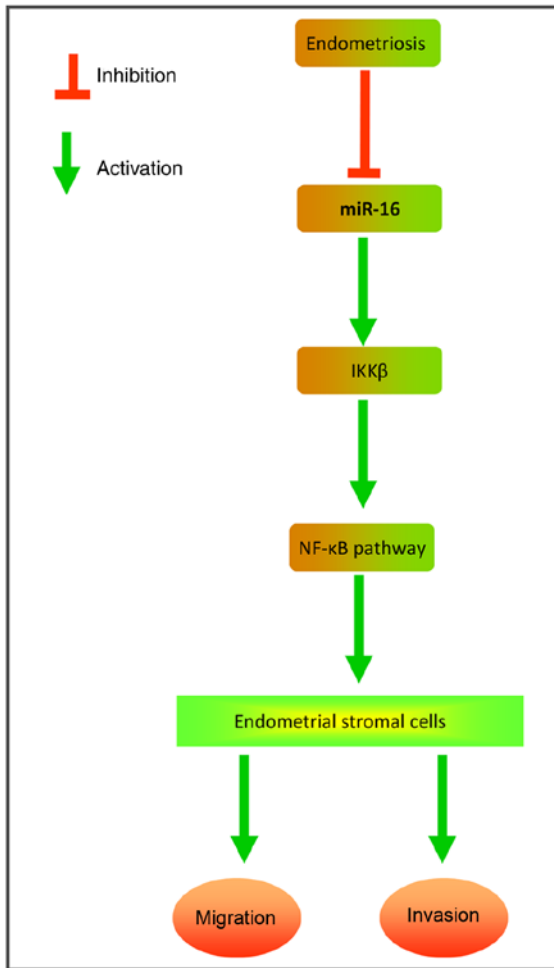 Endometriosis
Inhibition
Activation
miR-16
IKKβ
NF-κB pathway
Endometrial stromal cells
Migration
Invasion